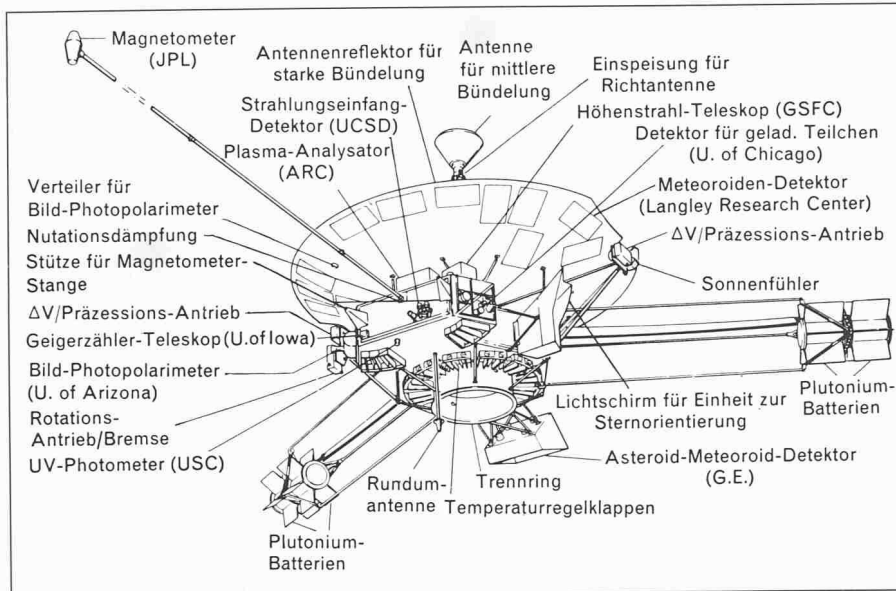 Magnetometer
(JPL)
Antennenreflektor für
starke Bündelung
Antenne
für mittlere
Bündelung
Einspeisung für
Richtantenne
Strahlungseinfang-
Detektor (UCSD)
Höhenstrahl-Teleskop (GSFC)
Plasma-Analysator
(ARC)
Detektor für gelad. Teilchen
(U. of Chicago)
Verteiler für
Bild-Photopolarimeter
Meteoroiden-Detektor
(Langley Research Center)
Nutationsdämpfung
ΔV/Präzessions-Antrieb
Stütze für Magnetometer-
Stange
Sonnenfühler
ΔV/Präzessions-Antrieb
Geigerzähler-Teleskop (U.of Iowa)
Bild-Photopolarimeter
(U. of Arizona)
Plutonium-
Batterien
Lichtschirm für Einheit zur
Sternorientierung
Rotations-
Antrieb/Bremse
UV-Photometer (USC)
Asteroid-Meteoroid-Detektor
(G.E.)
Rundum-
antenne
Trennring
Temperaturregelklappen
Plutonium-
Batterien